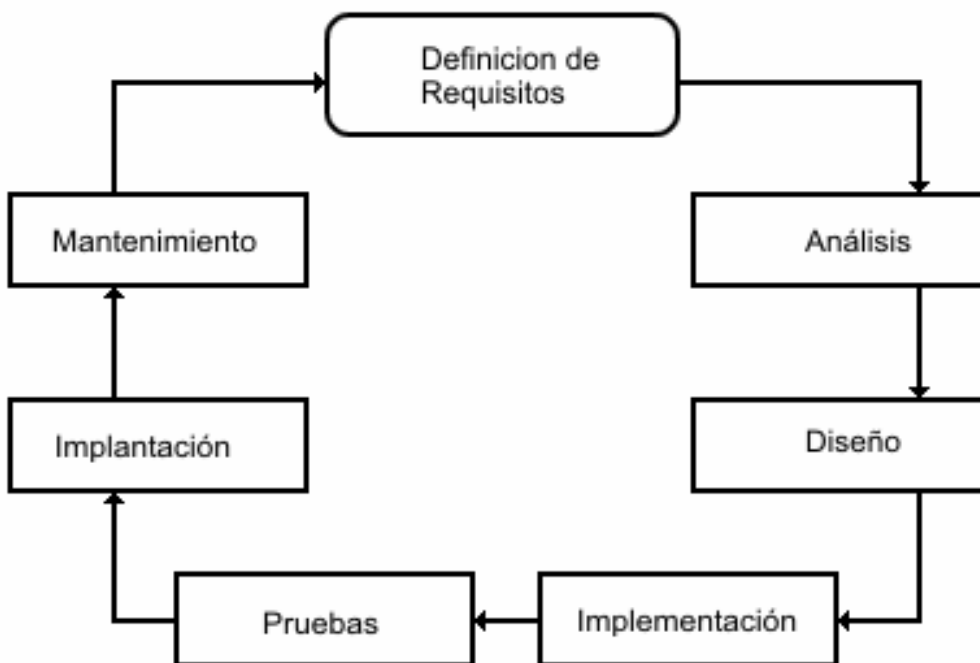 Definicion de
Requisitos
Mantenimiento
Análisis
Implantación
Diseño
Pruebas
Implementación